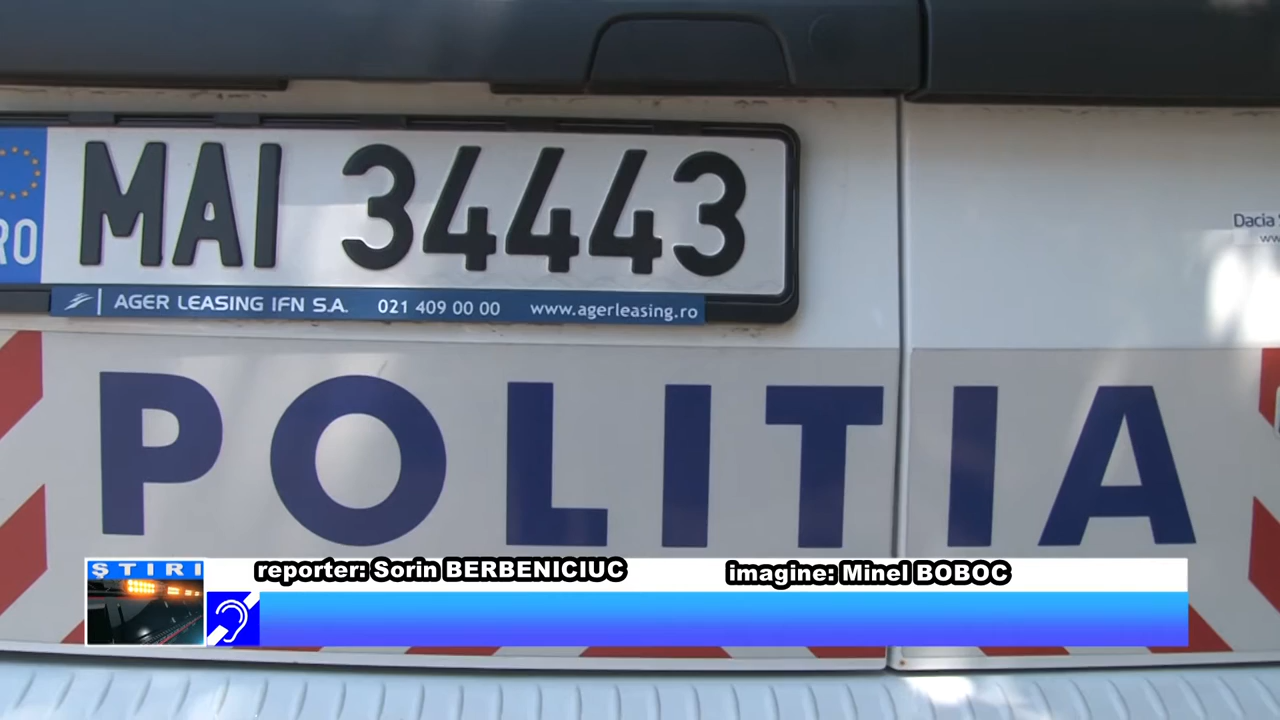 RO
MAI 34443
AGER LEASING IFN S.A. 021 409 00 00 www.agerleasing.ro
Dacia
POLITIA
ȘTIRI
reporter: Sorin BERBENICIUC imagine: Minel BOBOC